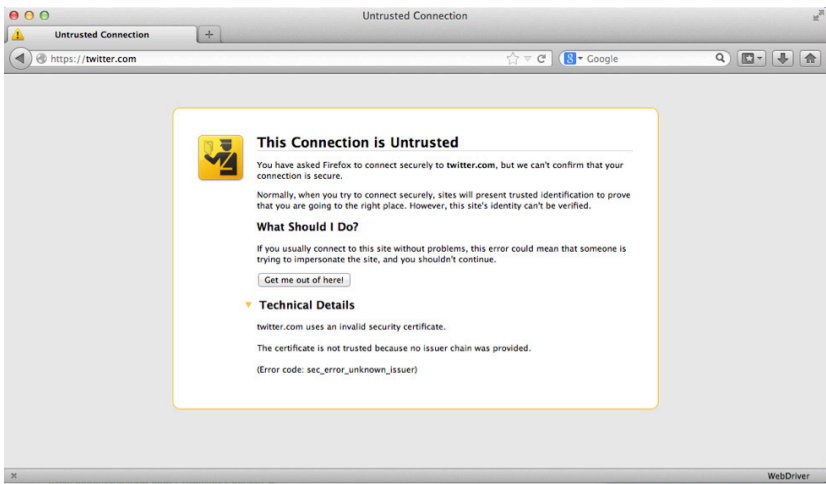 Untrusted Connection
Untrusted Connection
https://twitter.com
Google
This Connection is Untrusted
You have asked Firefox to connect securely to twitter.com, but we can't confirm that your
connection is secure.
Normally, when you try to connect securely, sites will present trusted identification to prove
that you are going to the right place. However, this site's identity can't be verified.
What Should I Do?
If you usually connect to this site without problems, this error could mean that someone is
trying to impersonate the site, and you shouldn't continue.
Get me out of here!
Technical Details
twitter.com uses an invalid security certificate.
The certificate is not trusted because no issuer chain was provided.
(Error code: sec_error_unknown_issuer)
WebDriver